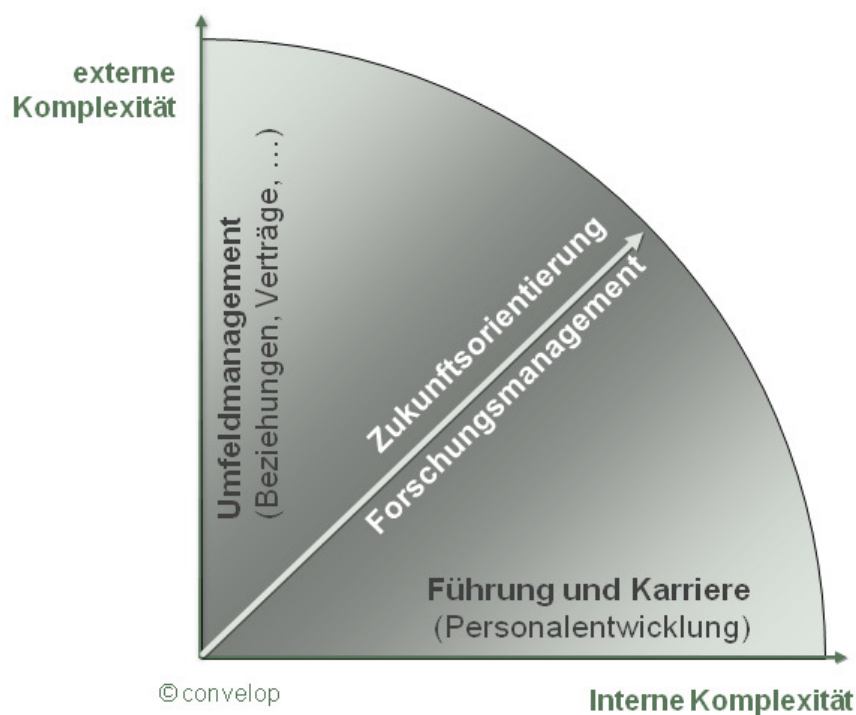 externe
Komplexität
Umfeldmanagement
(Beziehungen, Verträge, ...)
Zukunftsorientierung
Forschungsmanagement
Führung und Karriere
(Personalentwicklung)
© convelop
Interne Komplexität